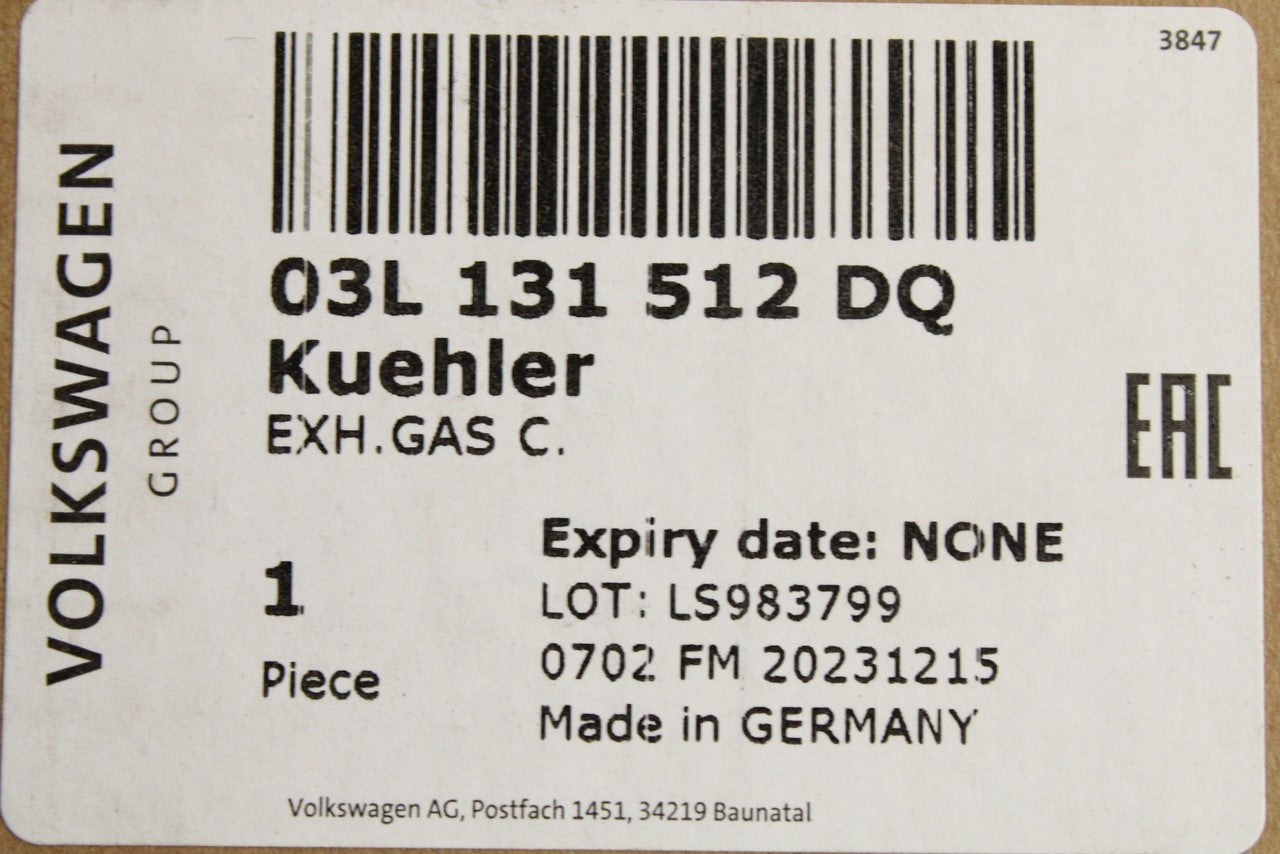 3847
VOLKSWAGEN
GROUP
03L 131 512 DQ
Kuehler
EXH.GAS C.
EAC
1
Piece
Expiry date: NONE
LOT: LS983799
0702 FM 20231215
Made in GERMANY
Volkswagen AG, Postfach 1451, 34219 Baunatal